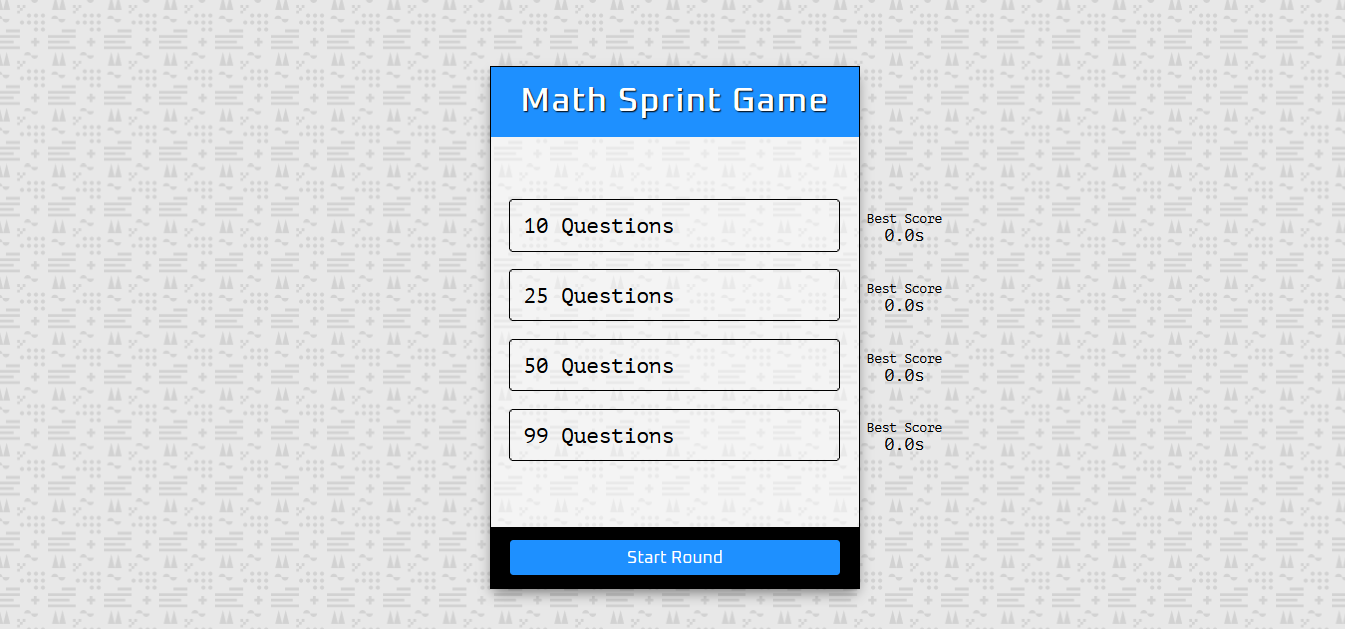 Math Sprint Game
10 Questions
Best Score
0.0s
25 Questions
Best Score
0.0s
50 Questions
Best Score
0.0s
99 Questions
Best Score
0.0s
Start Round